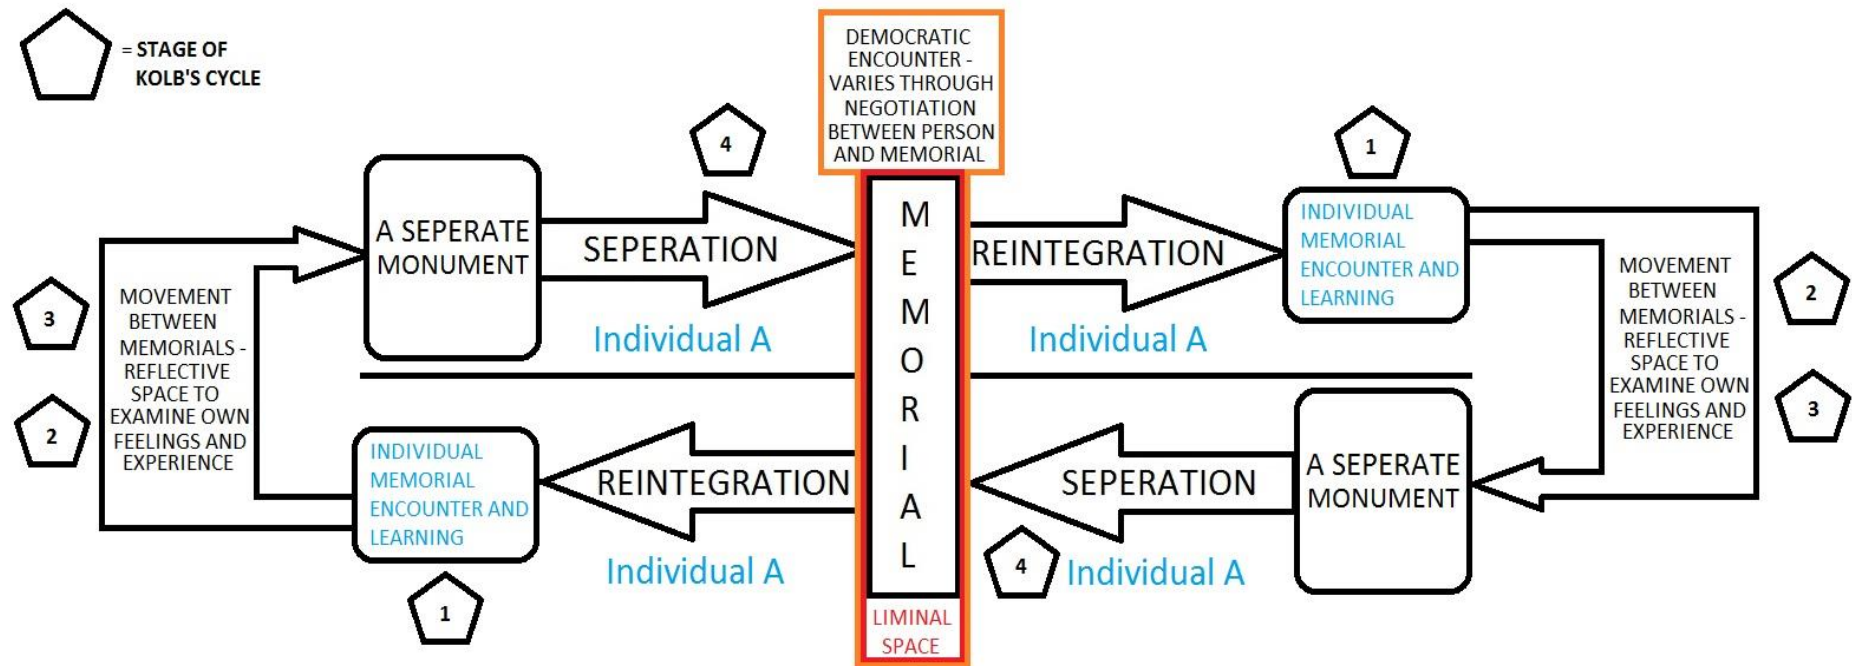 = STAGE OF
KOLB'S CYCLE
DEMOCRATIC
ENCOUNTER -
VARIES THROUGH
NEGOTIATION
BETWEEN PERSON
AND MEMORIAL
4
1
A SEPERATE
MONUMENT
SEPERATION
Individual A
MEMORIAL
LIMINAL
SPACE
REINTEGRATION
Individual A
INDIVIDUAL
MEMORIAL
ENCOUNTER AND
LEARNING
MOVEMENT
BETWEEN
MEMORIALS -
REFLECTIVE
SPACE TO
EXAMINE OWN
FEELINGS AND
EXPERIENCE
2
3
A SEPERATE
MONUMENT
SEPERATION
4
Individual A
REINTEGRATION
Individual A
INDIVIDUAL
MEMORIAL
ENCOUNTER AND
LEARNING
1
MOVEMENT
BETWEEN
MEMORIALS -
REFLECTIVE
SPACE TO
EXAMINE OWN
FEELINGS AND
EXPERIENCE
3
2